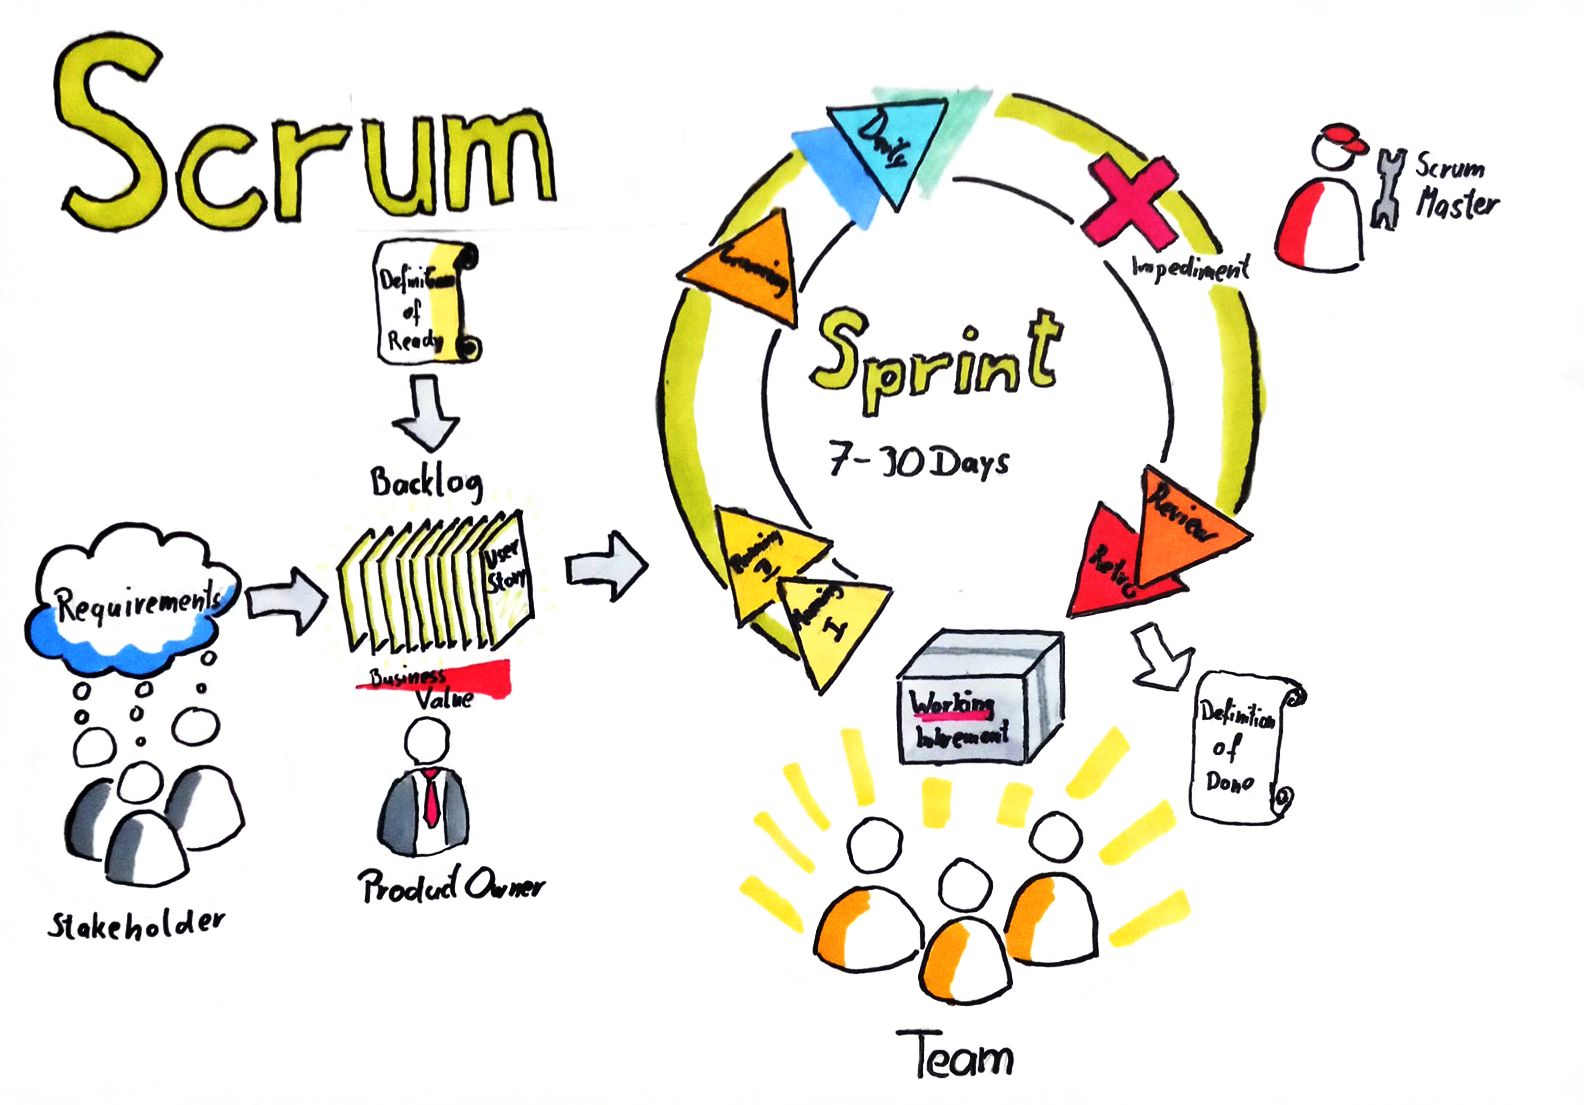 Scrum
Definition
of
Ready
Backlog
User
Story
Requirements
Business
Value
Stakeholder
Product Owner
Daily
Planning
II
Planning
I
Sprint
7-30 Days
Impediment
Scrum
Master
Review
Retro
Working
Increment
Definition
of
Done
Team